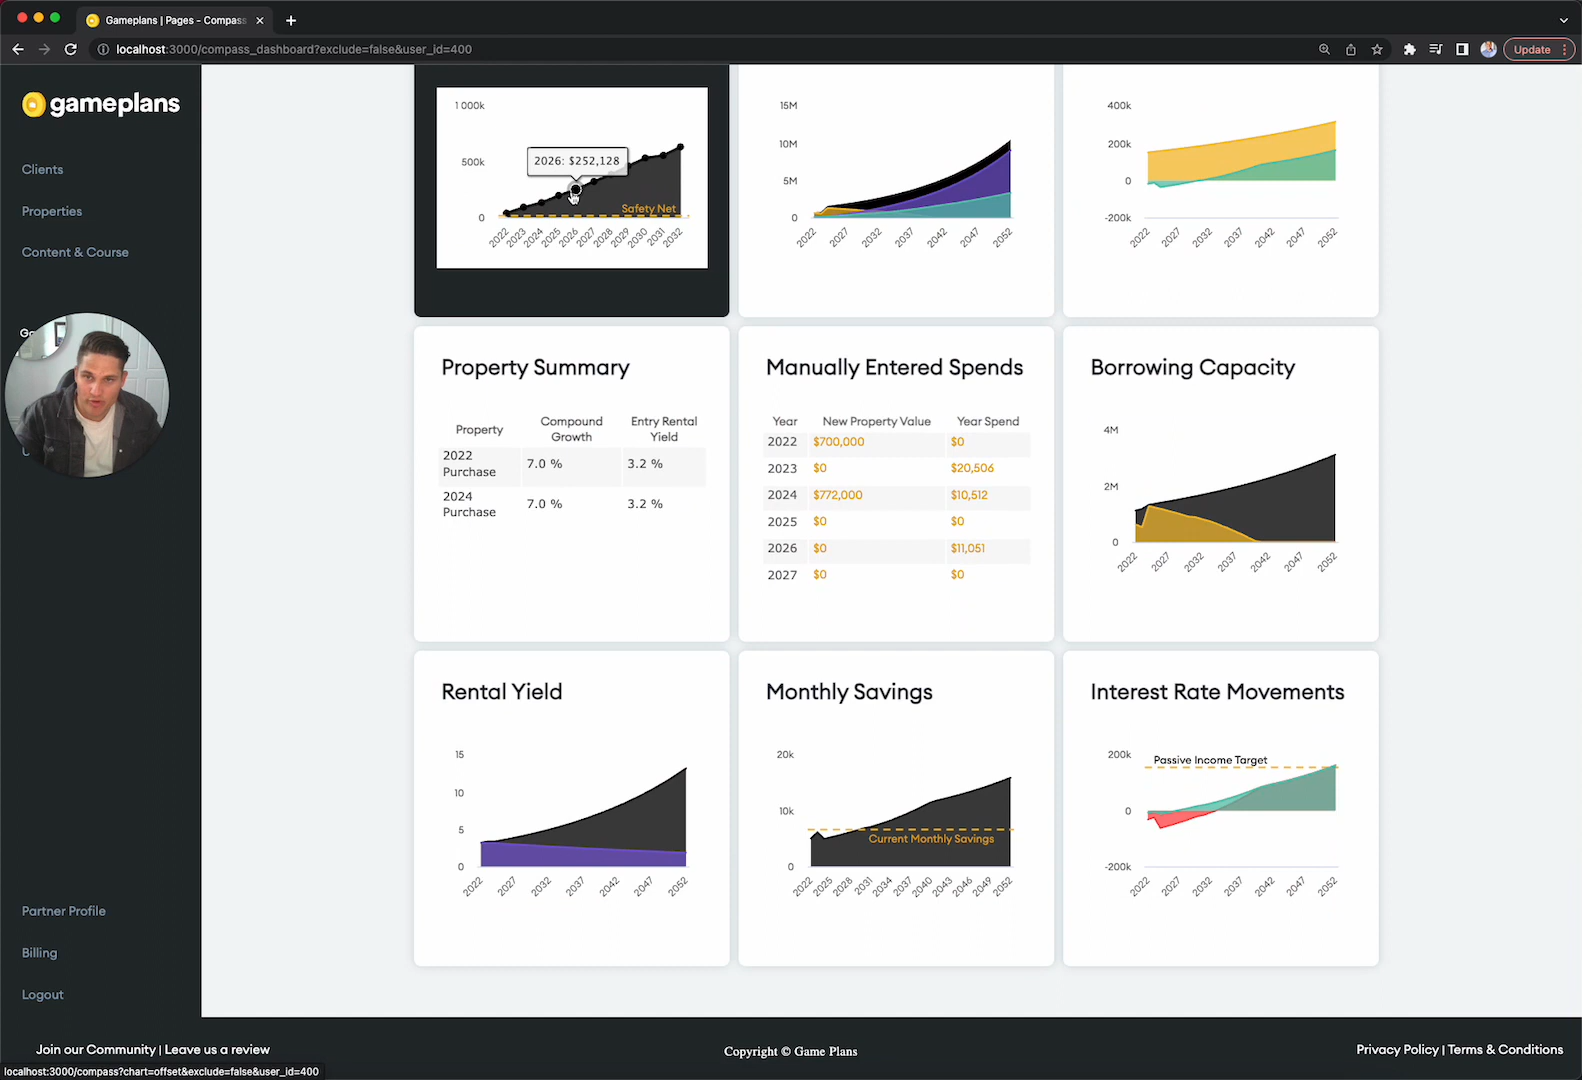 Gameplans | Pages - Compass
localhost:3000/compass_dashboard?exclude=false&user_id=400
Update
gameplans
Clients
Properties
Content & Course
Partner Profile
Billing
Logout
1 000k
500k
0
2026: $252,128
Safety Net
2022 2023 2024 2025 2026 2027 2028 2029 2030 2031 2032
15M
10M
5M
0
2022 2027 2032 2037 2042 2047 2052
400k
200k
0
-200k
2022 2027 2032 2037 2042 2047 2052
Property Summary
Property Compound Growth Entry Rental Yield
2022 Purchase 7.0 % 3.2 %
2024 Purchase 7.0 % 3.2 %
Manually Entered Spends
Year New Property Value Year Spend
2022 $700,000 $0
2023 $0 $20,506
2024 $772,000 $10,512
2025 $0 $0
2026 $0 $11,051
2027 $0 $0
Borrowing Capacity
4M
2M
0
2022 2027 2032 2037 2042 2047 2052
Rental Yield
15
10
5
0
2022 2027 2032 2037 2042 2047 2052
Monthly Savings
20k
10k
0
Current Monthly Savings
2022 2025 2028 2031 2034 2037 2040 2043 2046 2049 2052
Interest Rate Movements
200k
Passive Income Target
0
-200k
2022 2027 2032 2037 2042 2047 2052
Join our Community | Leave us a review
Copyright © Game Plans
Privacy Policy | Terms & Conditions
localhost:3000/compass?chart=offset&exclude=false&user_id=400